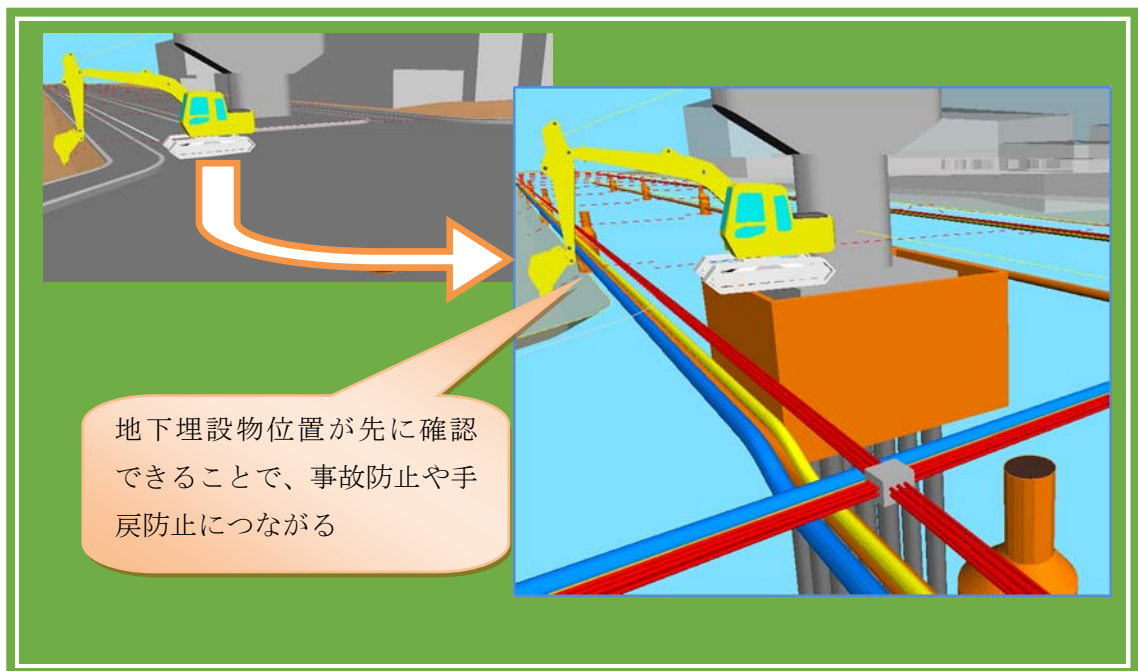 地下埋設物位置が先に確認
できることで、事故防止や手
戻防止につながる